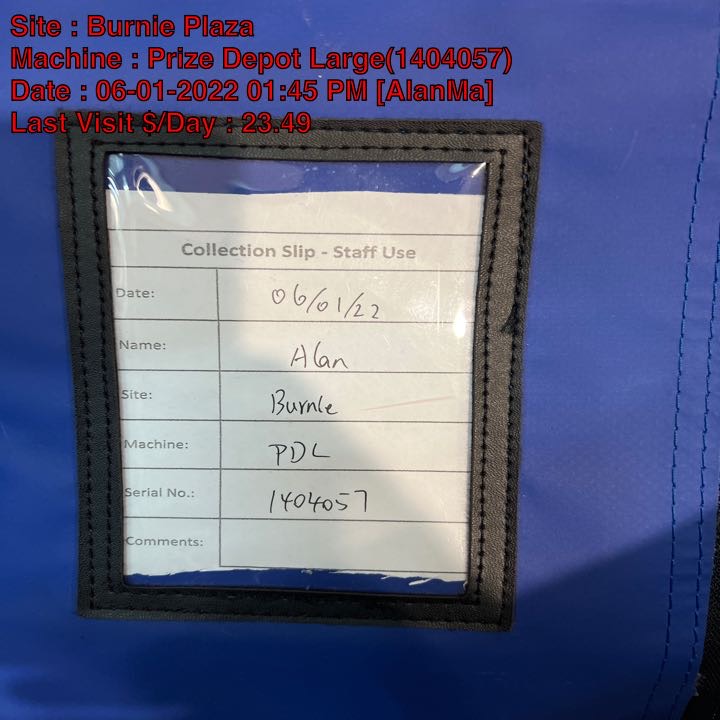 Site : Burnie Plaza
Machine : Prize Depot Large(1404057)
Date : 06-01-2022 01:45 PM [AlanMa]
Last Visit $/Day : 23.49
Collection Slip - Staff Use
Date: 06/01/22
Name: Alan
Site: Burnie
Machine: PDL
Serial No.: 1404057
Comments: